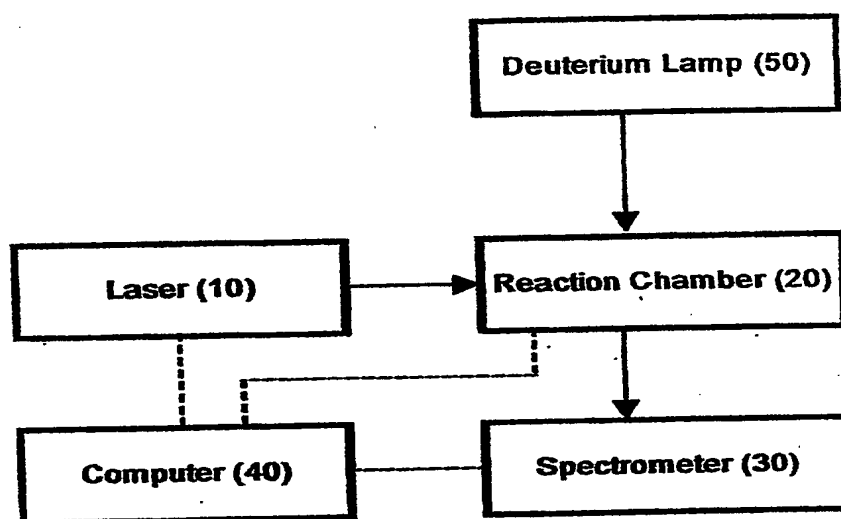 Deuterium Lamp (50)
Laser (10)
Reaction Chamber (20)
Computer (40)
Spectrometer (30)